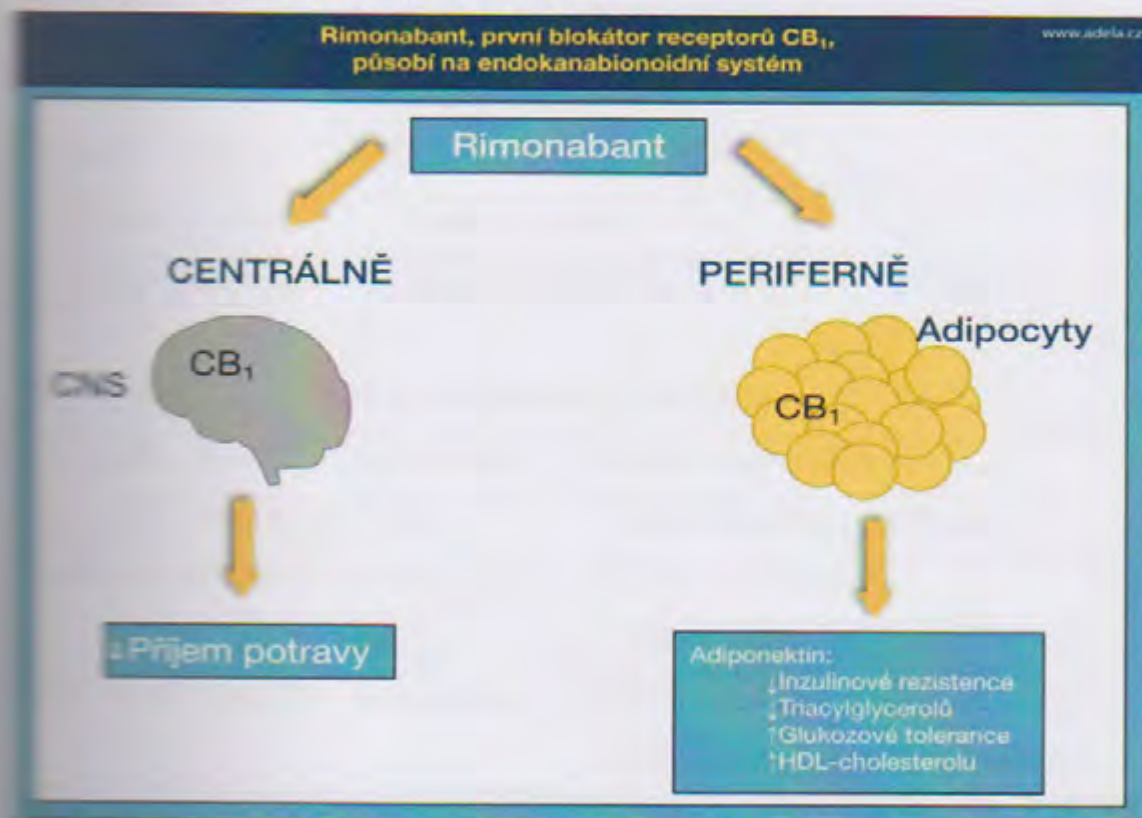 Rimonabant, první blokátor receptorů CB₁,
působí na endokanabionoidní systém
www.adela.cz
Rimonabant
CENTRÁLNĚ
PERIFERNĚ
CNS
CB₁
Adipocyty
CB₁
↓Příjem potravy
Adiponektin:
↓Inzulinové rezistence
↓Triacylglycerolů
↑Glukozové tolerance
↑HDL-cholesterolu